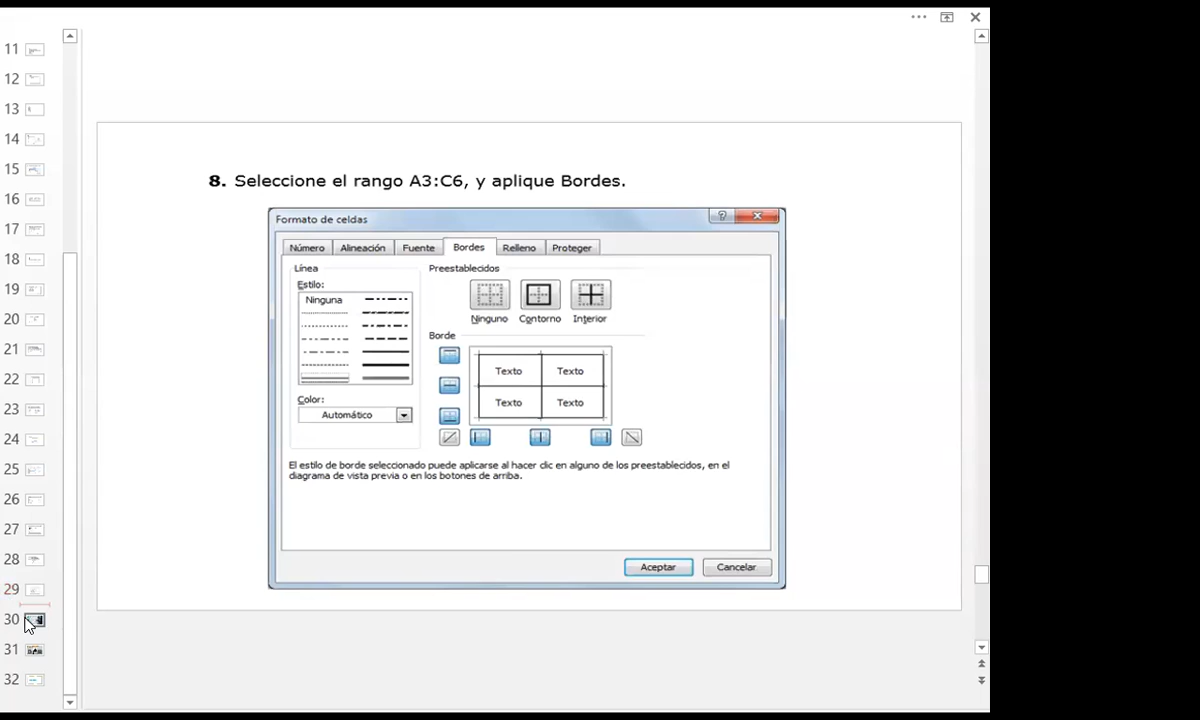 11
12
13
14
15
16
17
18
19
20
21
22
23
24
25
26
27
28
29
30
31
32
8. Seleccione el rango A3:C6, y aplique Bordes.
Formato de celdas
Número Alineación Fuente Bordes Relleno Proteger
Línea
Estilo:
Ninguna
Color:
Automático
Preestablecidos
Ninguno Contorno Interior
Borde
Texto Texto
Texto Texto
El estilo de borde seleccionado puede aplicarse al hacer clic en alguno de los preestablecidos, en el
diagrama de vista previa o en los botones de arriba.
Aceptar Cancelar